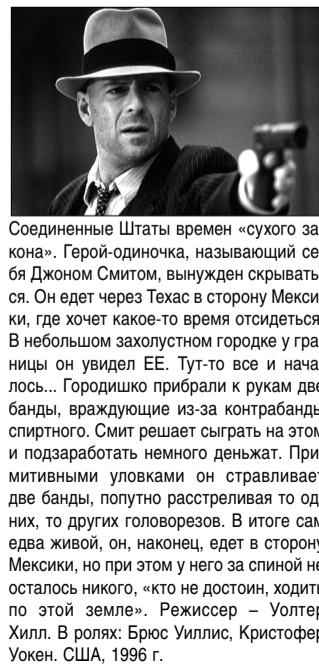 Соединенные Штаты времен «сухого за
кона». Герой-одиночка, называющий се
бя Джоном Смитом, вынужден скрывать
ся. Он едет через Техас в сторону Мекси
ки, где хочет какое-то время отсидеться
В небольшом захолустном городке у гра
ницы он увидел ЕЕ. Тут-то все и нача
лось... Городишко прибрали к рукам две
банды, враждующие из-за контрабанды
спиртного. Смит решает сыграть на этом
и подзаработать немного деньжат. При
митивными уловками он стравливает
две банды, попутно расстреливая то од
них, то других головорезов. В итоге сам
едва живой, он, наконец, едет в сторону
Мексики, но при этом у него за спиной не
осталось никого, «кто не достоин, ходить
по этой земле». Режиссер – Уолтер
Хилл. В ролях: Брюс Уиллис, Кристофер
Уокен. США, 1996 г.